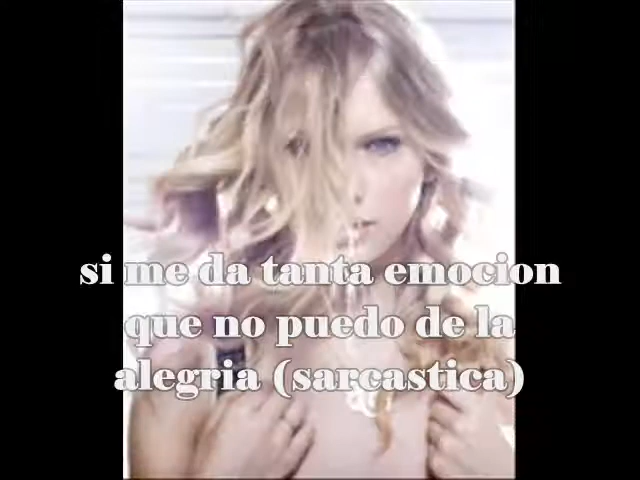 si me da tanta emocion
que no puedo de la
alegria (sarcastica)